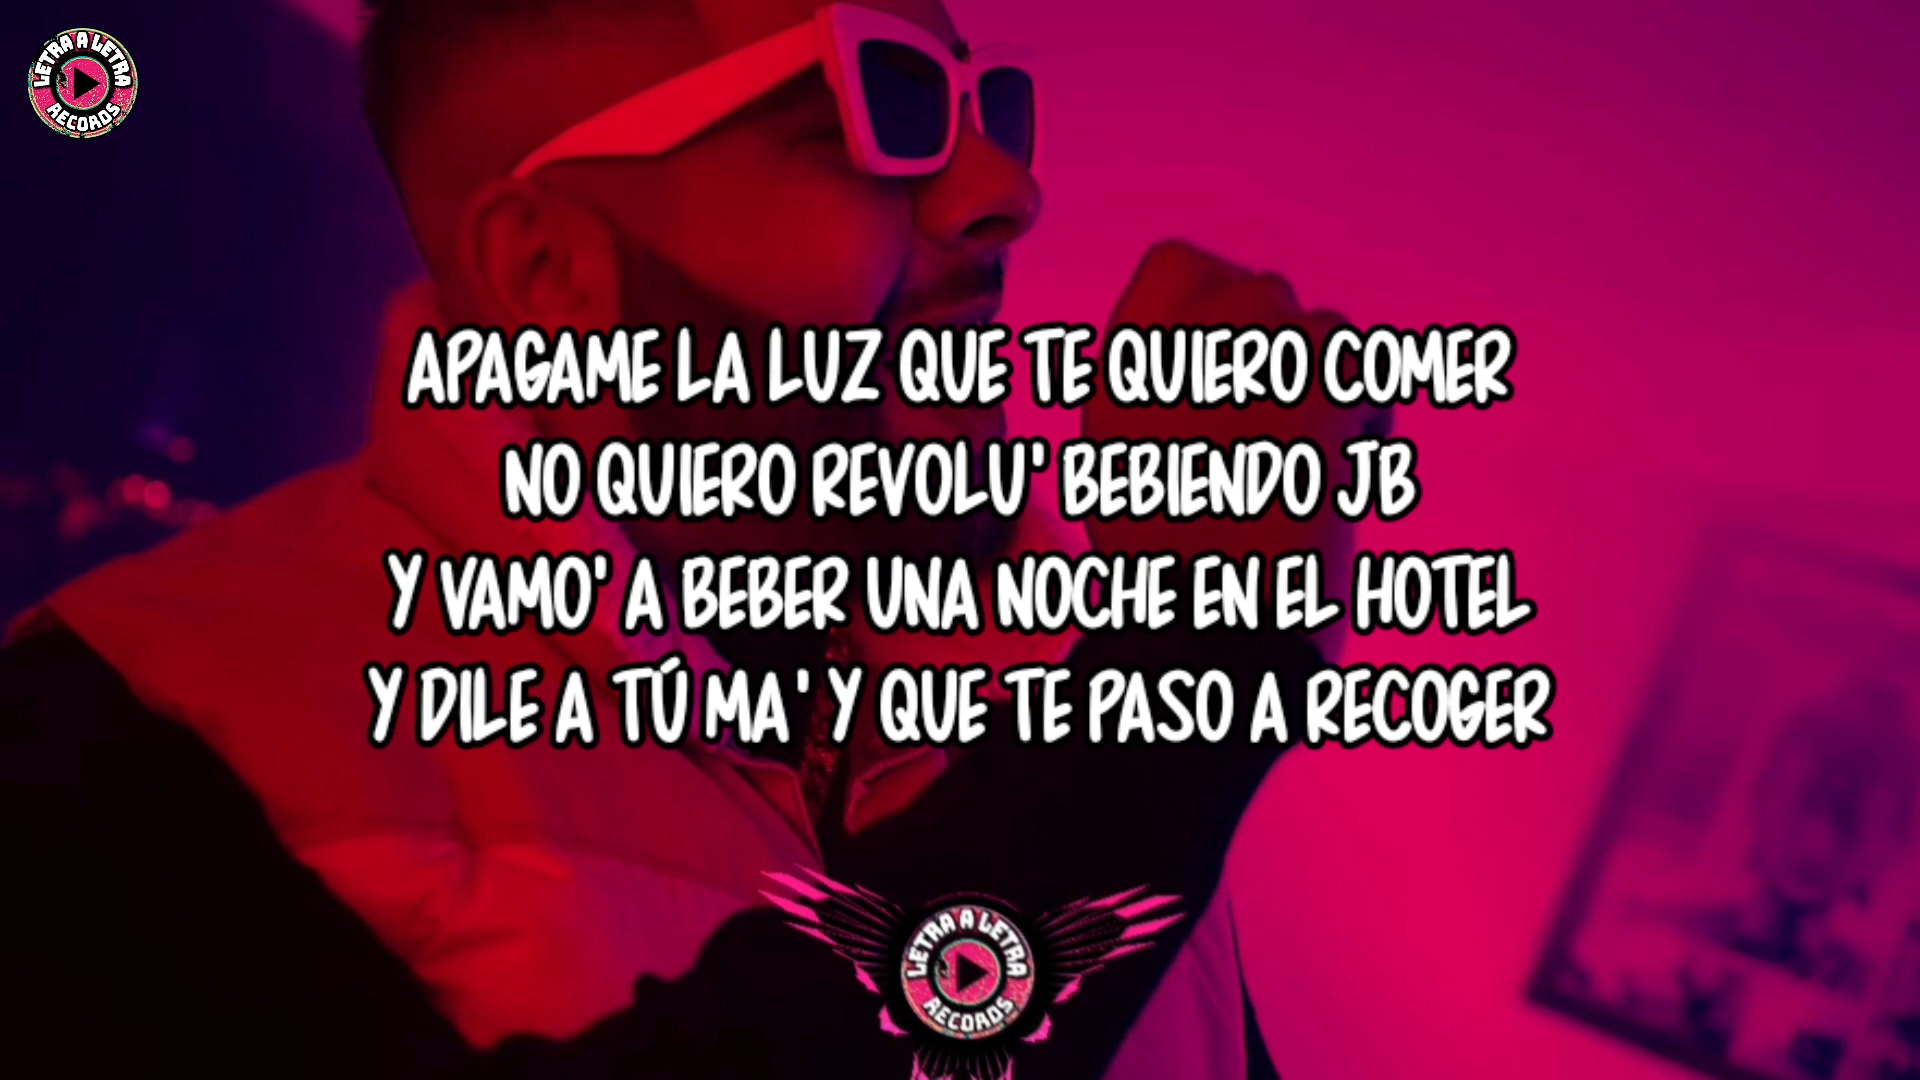 LETRA A LETRA
RECORDS
APAGAME LA LUZ QUE TE QUIERO COMER
NO QUIERO REVOLU' BEBIENDO JB
Y VAMO' A BEBER UNA NOCHE EN EL HOTEL
Y DILE A TÚ MA' Y QUE TE PASO A RECOGER
LETRA A LETRA
RECORDS